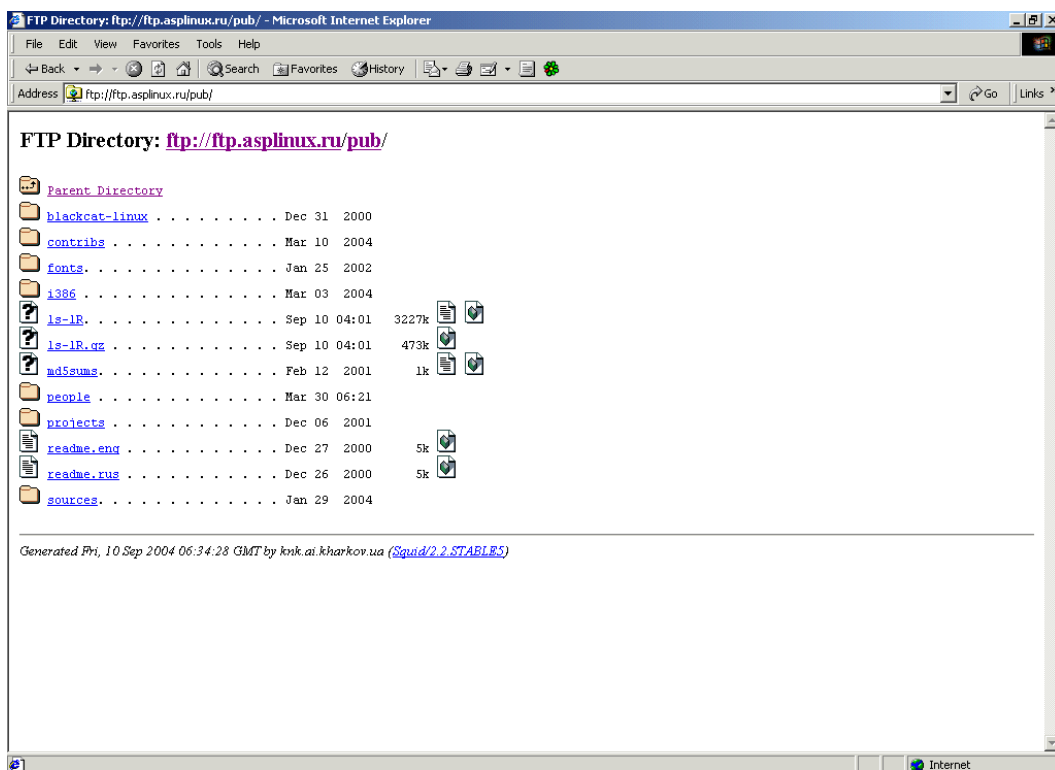 FTP Directory: ftp://ftp.asplinux.ru/pub/ - Microsoft Internet Explorer
File Edit View Favorites Tools Help
Back Search Favorites History
Address ftp://ftp.asplinux.ru/pub/ Go Links
FTP Directory: ftp://ftp.asplinux.ru/pub/
Parent Directory
blackcat-linux . . . . . . . . . Dec 31 2000
contribs . . . . . . . . . . . . Mar 10 2004
fonts. . . . . . . . . . . . . . Jan 25 2002
i386 . . . . . . . . . . . . . . Mar 03 2004
ls-lR. . . . . . . . . . . . . . Sep 10 04:01 3227k
ls-lR.gz . . . . . . . . . . . . Sep 10 04:01 473k
md5sums. . . . . . . . . . . . . Feb 12 2001 1k
people . . . . . . . . . . . . . Mar 30 06:21
projects . . . . . . . . . . . . Dec 06 2001
readme.eng . . . . . . . . . . . Dec 27 2000 5k
readme.rus . . . . . . . . . . . Dec 26 2000 5k
sources. . . . . . . . . . . . . Jan 29 2004
Generated Fri, 10 Sep 2004 06:34:28 GMT by knk.ai.kharkov.ua (Squid/2.2.STABLE5)
Internet